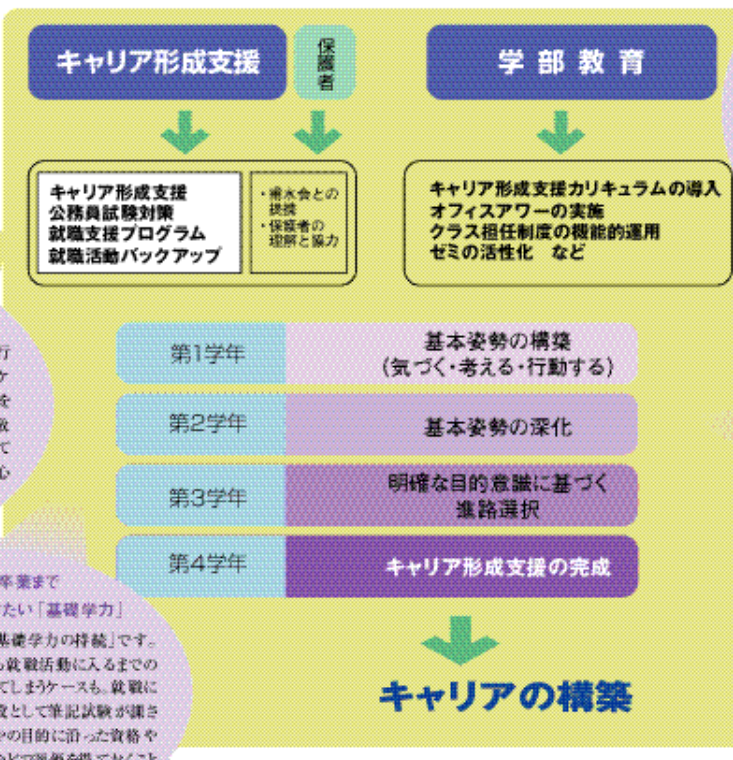 キャリア形成支援
保護者
学部教育
キャリア形成支援
公務員試験対策
就職支援プログラム
就職活動バックアップ
・甫水会との
提携
・保護者の
理解と協力
キャリア形成支援カリキュラムの導入
オフィスアワーの実施
クラス担任制度の機能的運用
ゼミの活性化　など
第1学年
基本姿勢の構築
(気づく・考える・行動する)
第2学年
基本姿勢の深化
第3学年
明確な目的意識に基づく
進路選択
第4学年
キャリア形成支援の完成
キャリアの構築
行
ケ
を
て
心
卒業まで
たい「基礎学力」
基礎学力の持続」です。
も就職活動に入るまでの
てしまうケースも。就職に
として筆記試験が課さ
の目的に沿った資格や